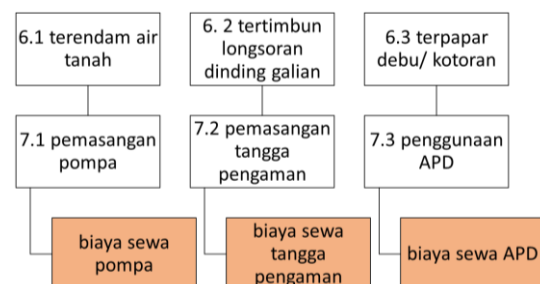 6.1 terendam air
tanah
6. 2 tertimbun
longsoran
dinding galian
6.3 terpapar
debu/ kotoran
7.1 pemasangan
pompa
7.2 pemasangan
tangga
pengaman
7.3 penggunaan
APD
biaya sewa
pompa
biaya sewa
tangga
pengaman
biaya sewa APD